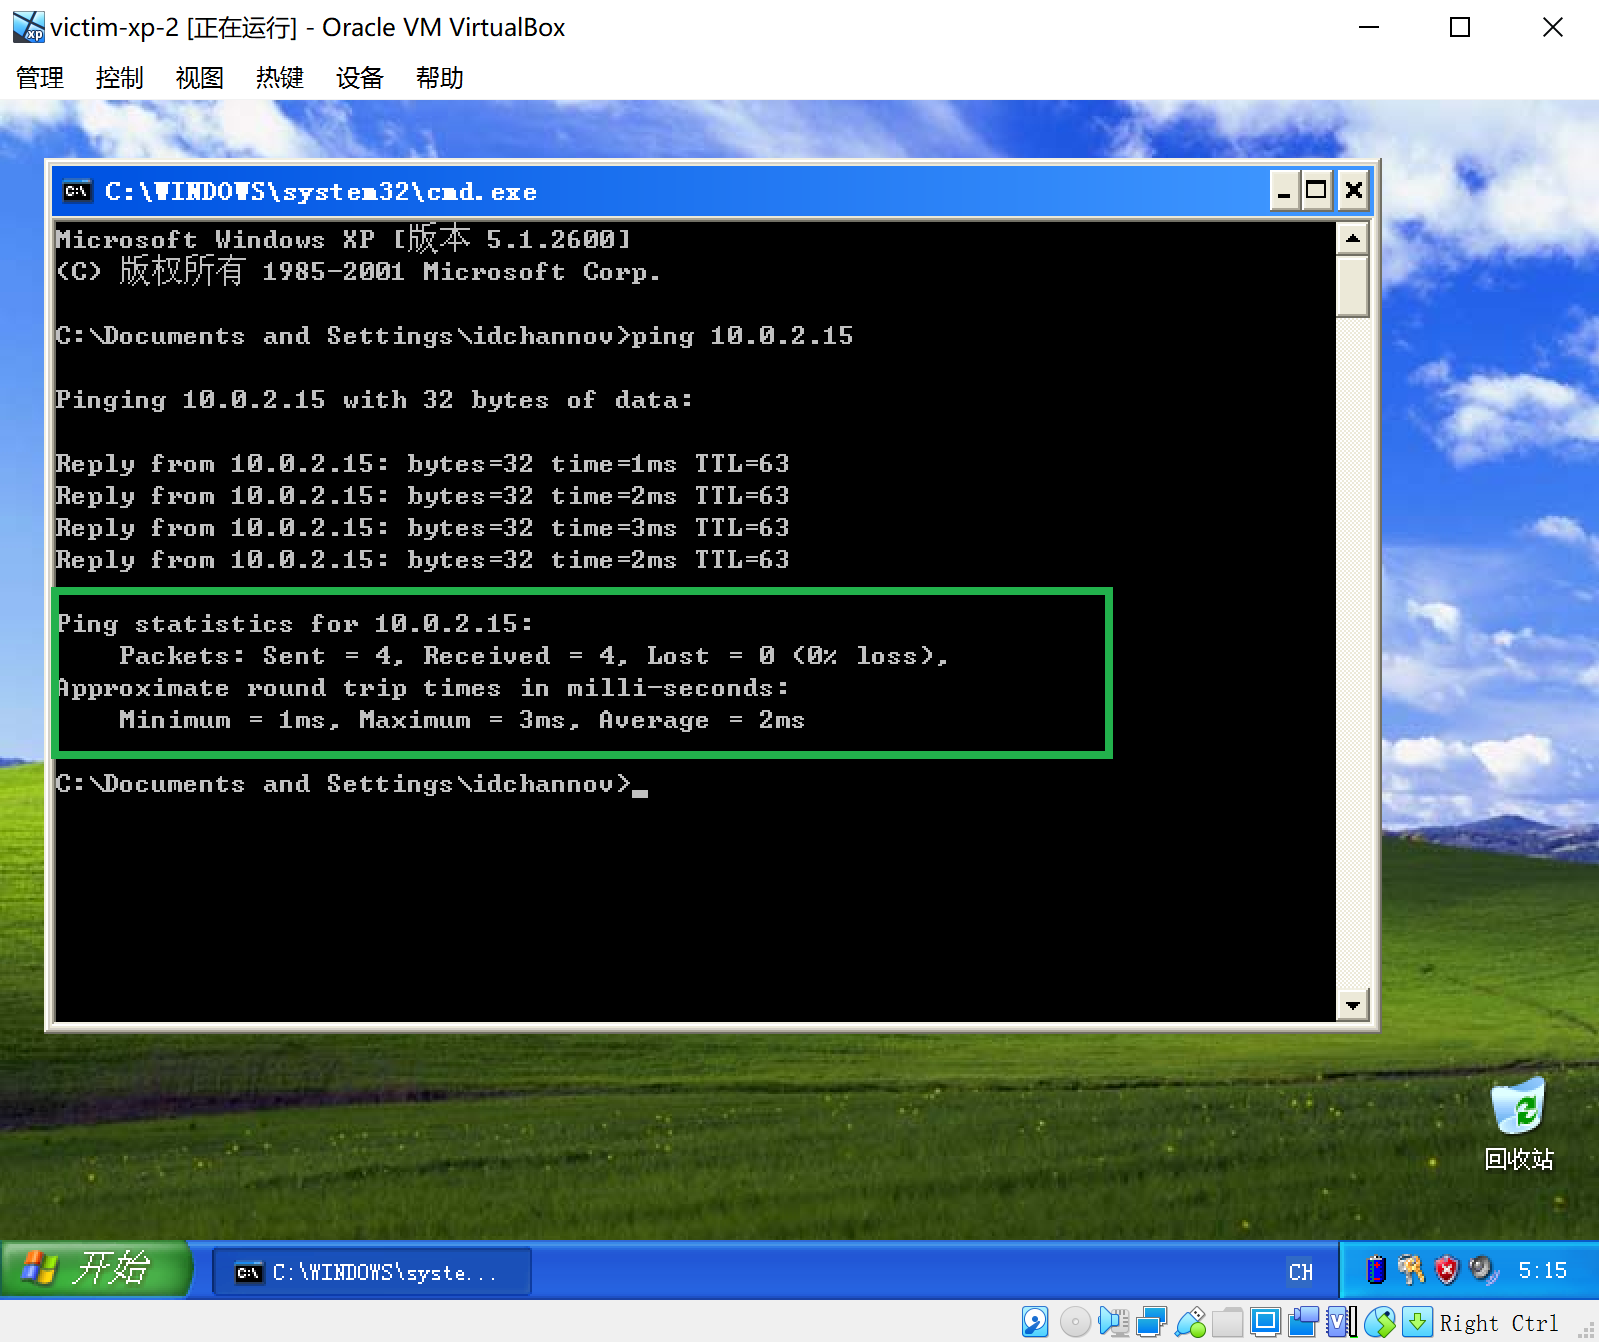 victim-xp-2 [正在运行] - Oracle VM VirtualBox
管理 控制 视图 热键 设备 帮助
C:\WINDOWS\system32\cmd.exe
Microsoft Windows XP [版本 5.1.2600]
(C) 版权所有 1985-2001 Microsoft Corp.
C:\Documents and Settings\idchannov>ping 10.0.2.15
Pinging 10.0.2.15 with 32 bytes of data:
Reply from 10.0.2.15: bytes=32 time=1ms TTL=63
Reply from 10.0.2.15: bytes=32 time=2ms TTL=63
Reply from 10.0.2.15: bytes=32 time=3ms TTL=63
Reply from 10.0.2.15: bytes=32 time=2ms TTL=63
Ping statistics for 10.0.2.15:
Packets: Sent = 4, Received = 4, Lost = 0 (0% loss),
Approximate round trip times in milli-seconds:
Minimum = 1ms, Maximum = 3ms, Average = 2ms
C:\Documents and Settings\idchannov>
回收站
开始 C:\WINDOWS\syste... CH 5:15
Right Ctrl